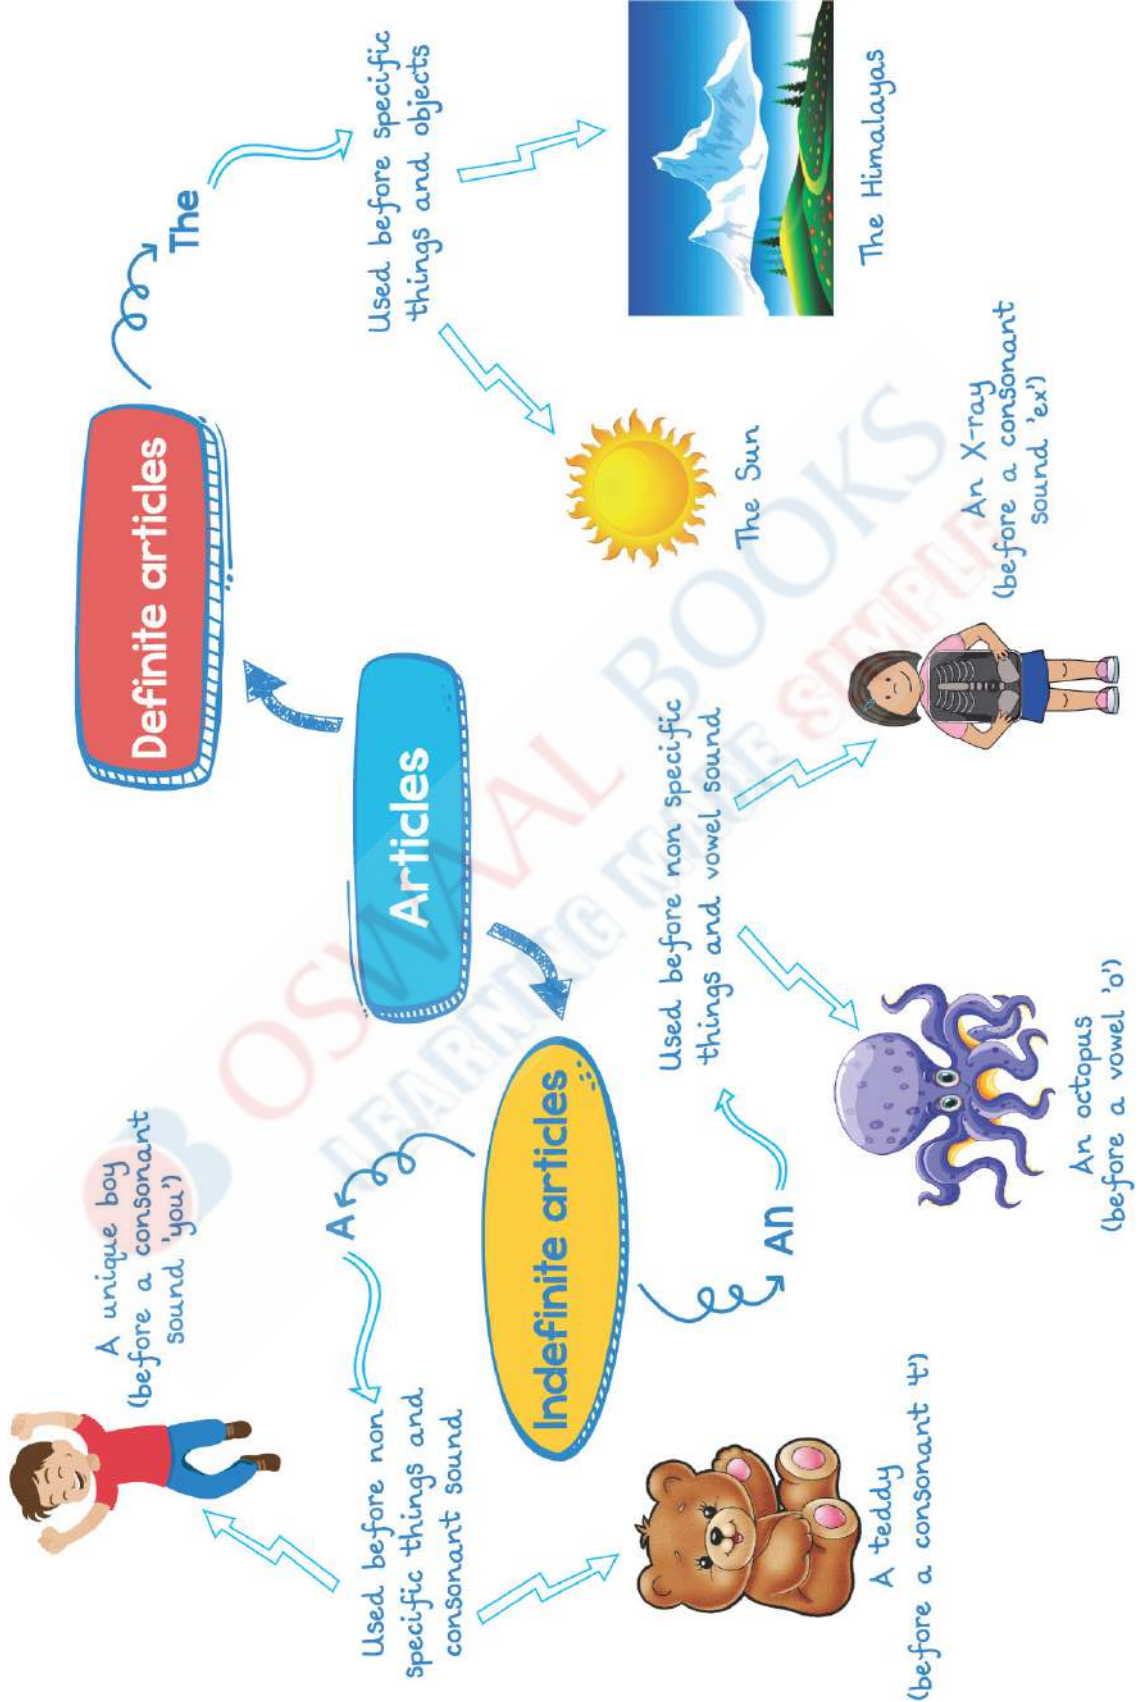 Articles
Definite articles
The
Used before specific
things and objects
The Sun
The Himalayas
Indefinite articles
A
Used before non
specific things and
consonant sound
A unique boy
(before a consonant
sound 'you')
A teddy
(before a consonant 't')
An
Used before non specific
things and vowel sound
An octopus
(before a vowel 'o')
An X-ray
(before a consonant
sound 'ex')
OSWAAL BOOKS
LEARNING MADE SIMPLE